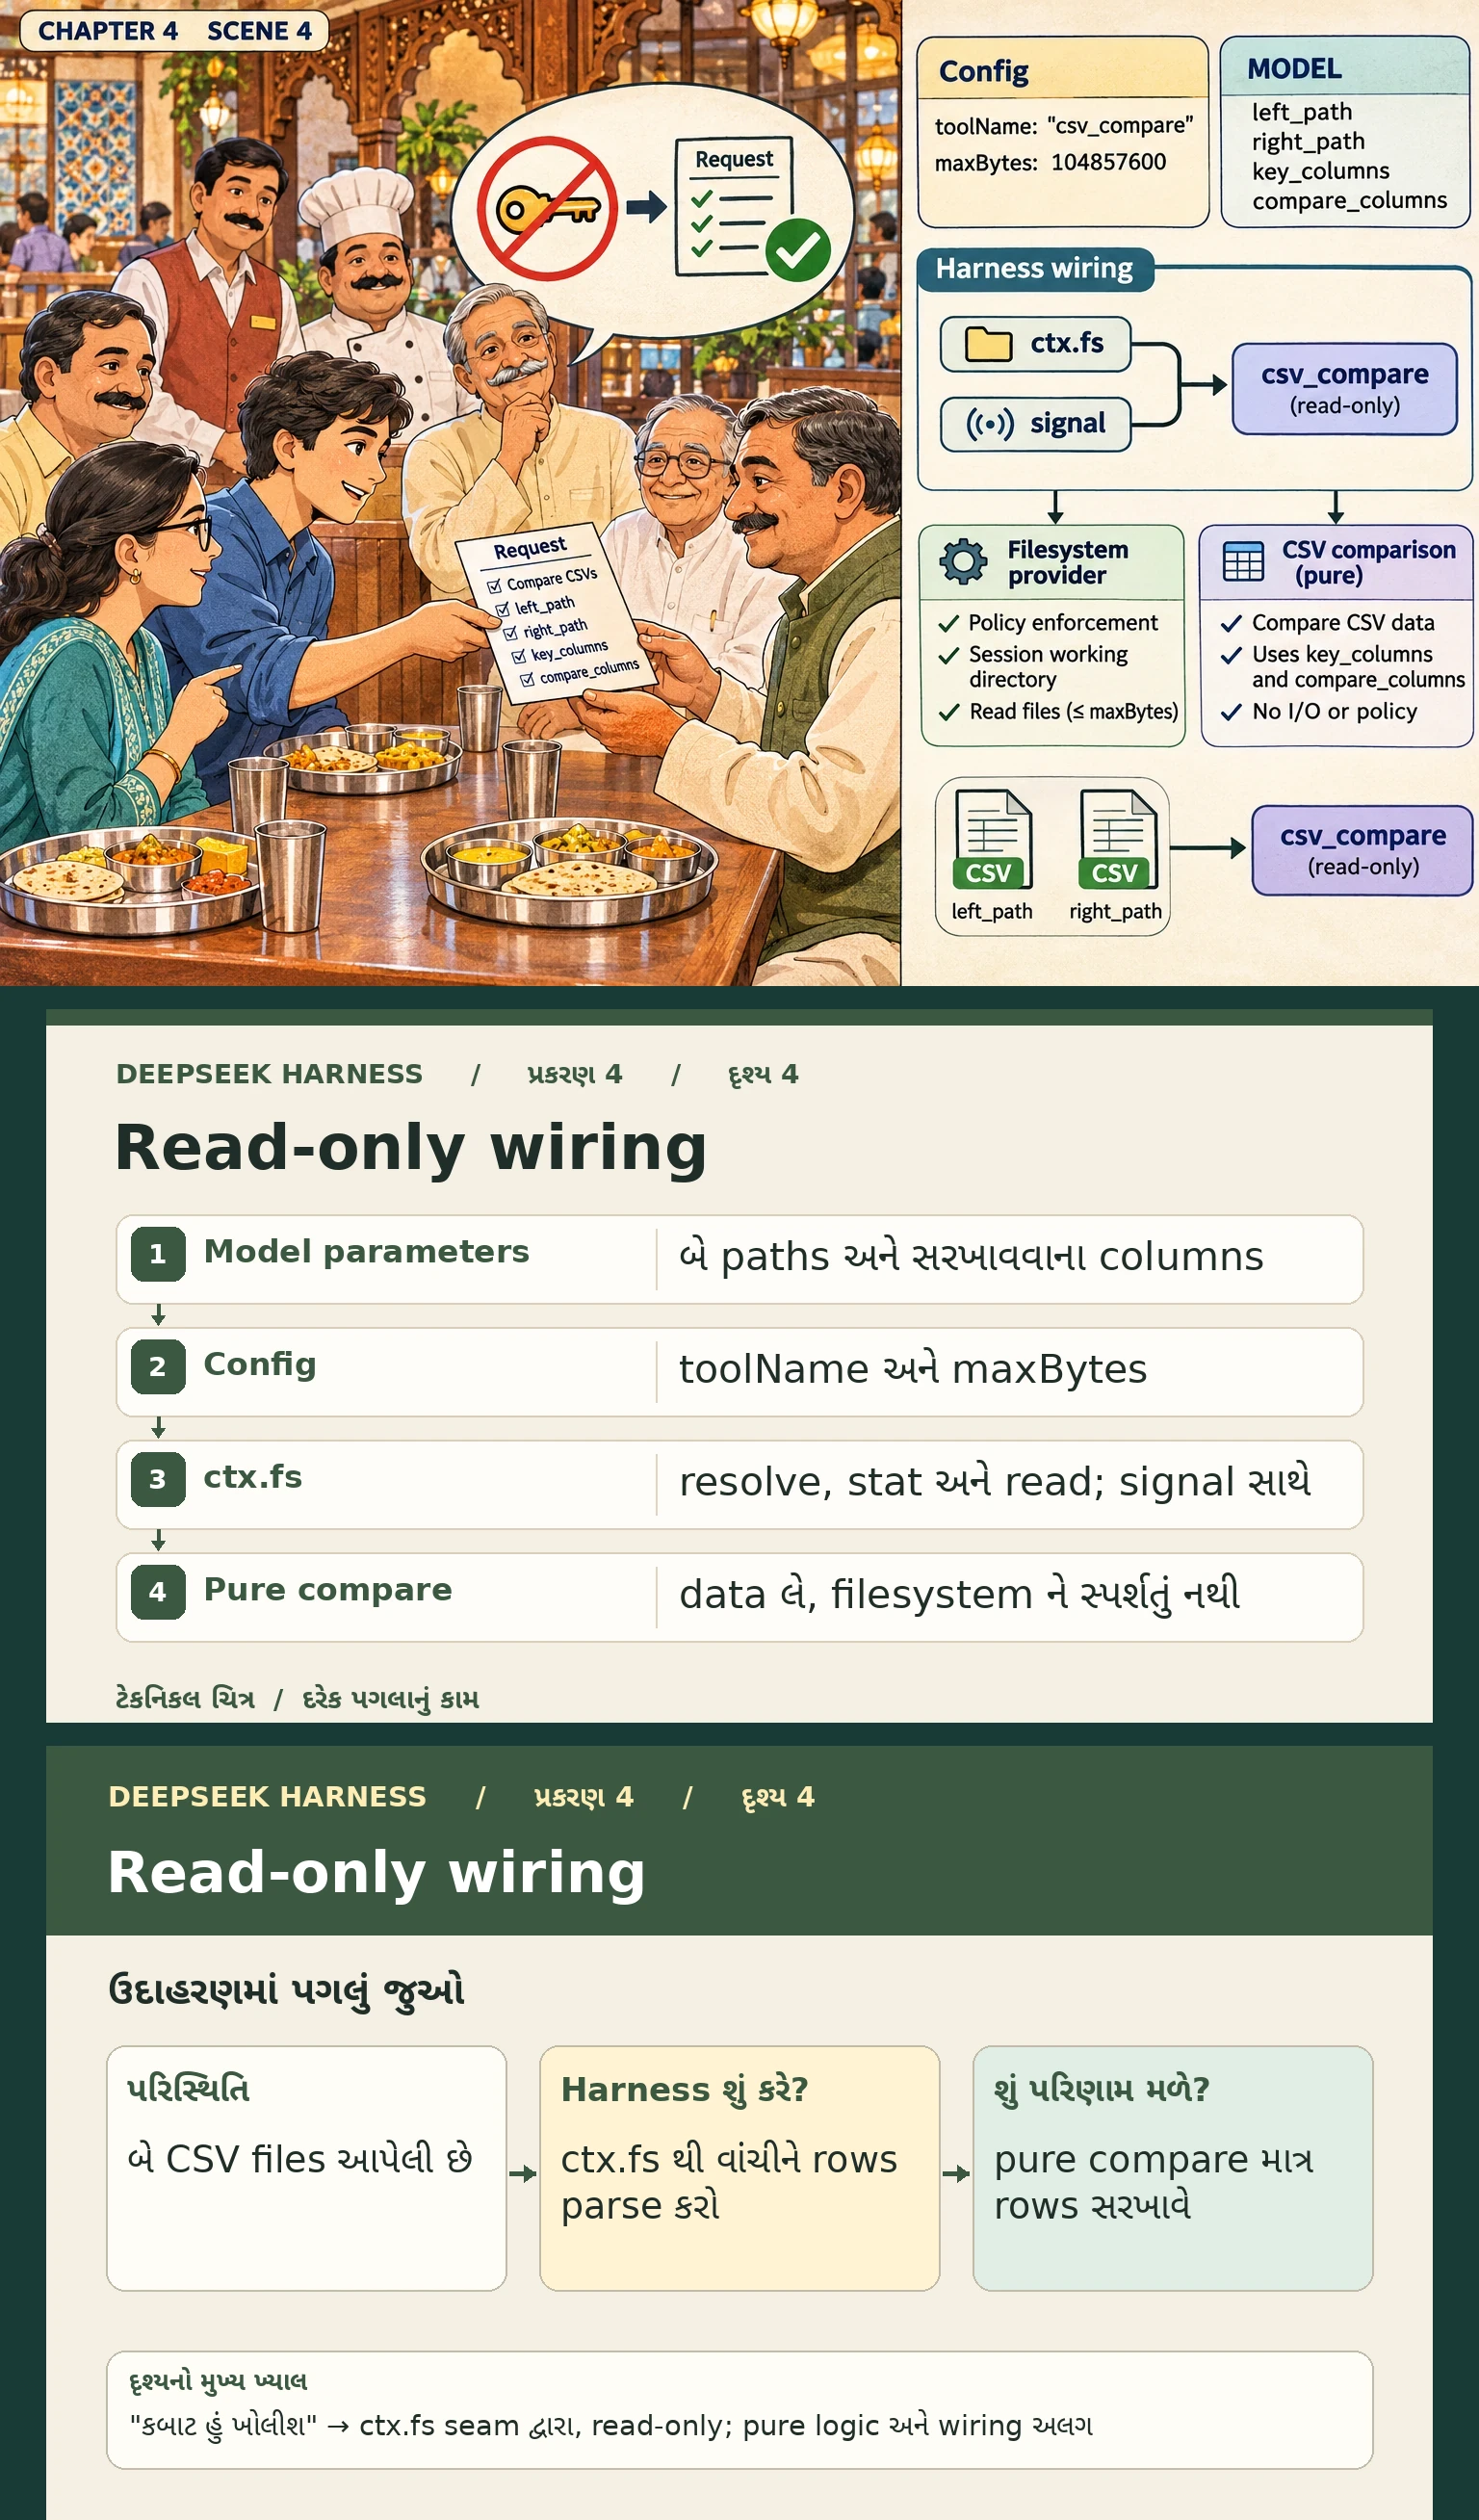 CHAPTER 4 SCENE 4
Request
Request
Compare CSVs
left_path
right_path
key_columns
compare_columns
Config
toolName: "csv_compare"
maxBytes: 104857600
MODEL
left_path
right_path
key_columns
compare_columns
Harness wiring
ctx.fs
signal
csv_compare
(read-only)
Filesystem
provider
Policy enforcement
Session working
directory
Read files (≤ maxBytes)
CSV comparison
(pure)
Compare CSV data
Uses key_columns
and compare_columns
No I/O or policy
CSV
left_path
CSV
right_path
csv_compare
(read-only)
DEEPSEEK HARNESS / પ્રકરણ 4 / દૃશ્ય 4
Read-only wiring
1 Model parameters બે paths અને સરખાવવાના columns
2 Config toolName અને maxBytes
3 ctx.fs resolve, stat અને read; signal સાથે
4 Pure compare data લે, filesystem ને સ્પર્શતું નથી
ટેકનિકલ ચિત્ર / દરેક પગલાનું કામ
DEEPSEEK HARNESS / પ્રકરણ 4 / દૃશ્ય 4
Read-only wiring
ઉદાહરણમાં પગલું જુઓ
પરિસ્થિતિ
બે CSV files આપેલી છે
Harness શું કરે?
ctx.fs થી વાંચીને rows
parse કરો
શું પરિણામ મળે?
pure compare માત્ર
rows સરખાવે
દૃશ્યનો મુખ્ય ખ્યાલ
"કબાટ હું ખોલીશ" → ctx.fs seam દ્વારા, read-only; pure logic અને wiring અલગ